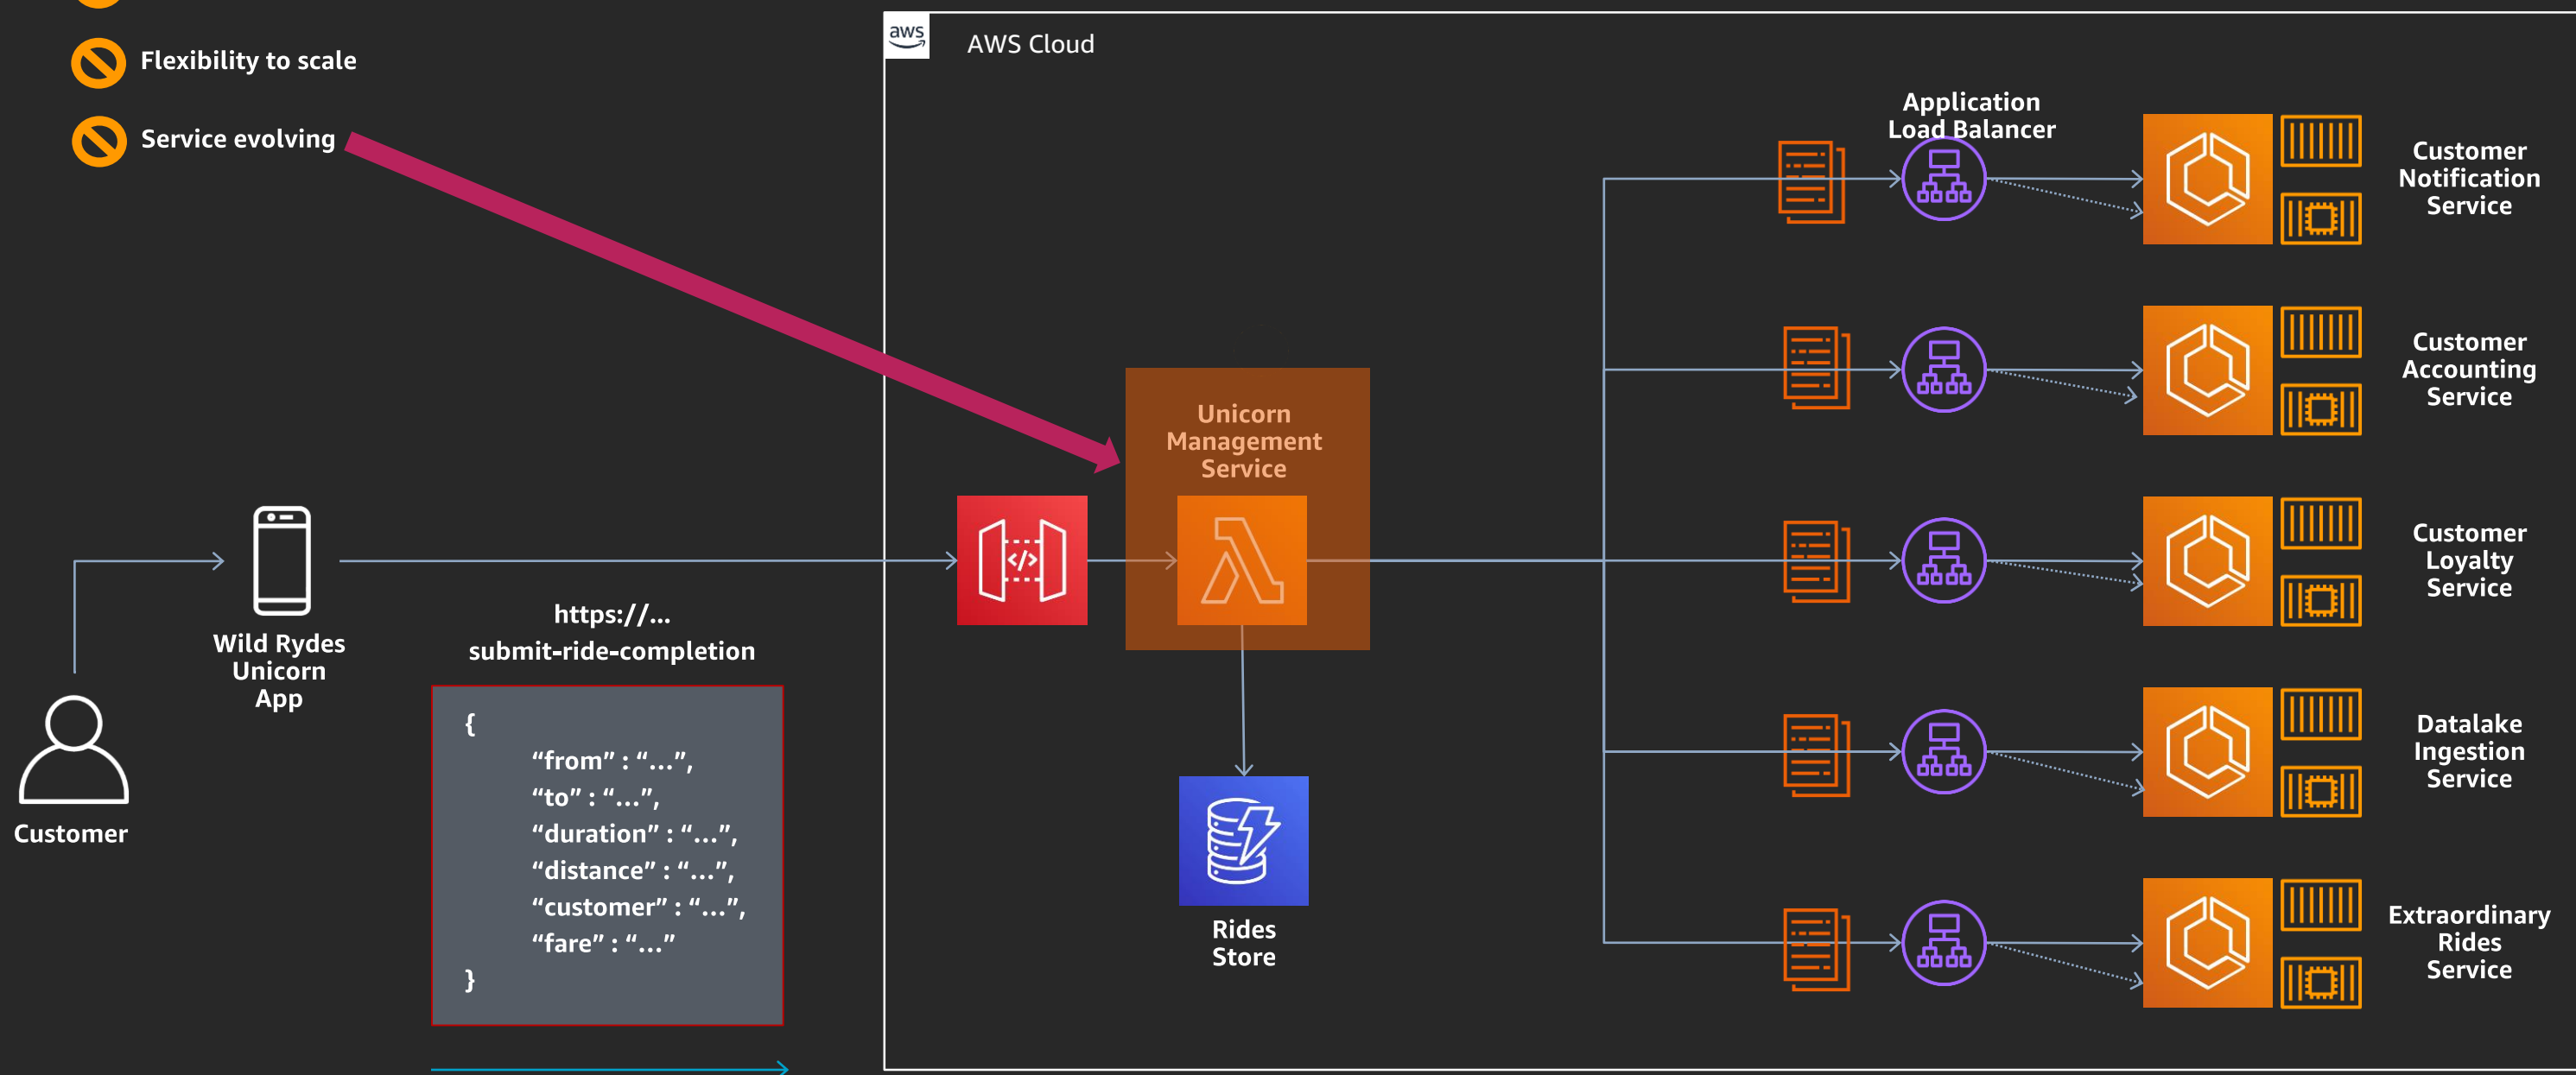 Flexibility to scale
Service evolving
aws
AWS Cloud
Application
Load Balancer
Customer
Notification
Service
Customer
Accounting
Service
Unicorn
Management
Service
</>
Customer
Loyalty
Service
Wild Rydes
Unicorn
App
https://...
submit-ride-completion
{
“from” : “...”,
“to” : “...”,
“duration” : “...”,
“distance” : “...”,
“customer” : “...”,
“fare” : “...”
}
Customer
Rides
Store
Datalake
Ingestion
Service
Extraordinary
Rides
Service